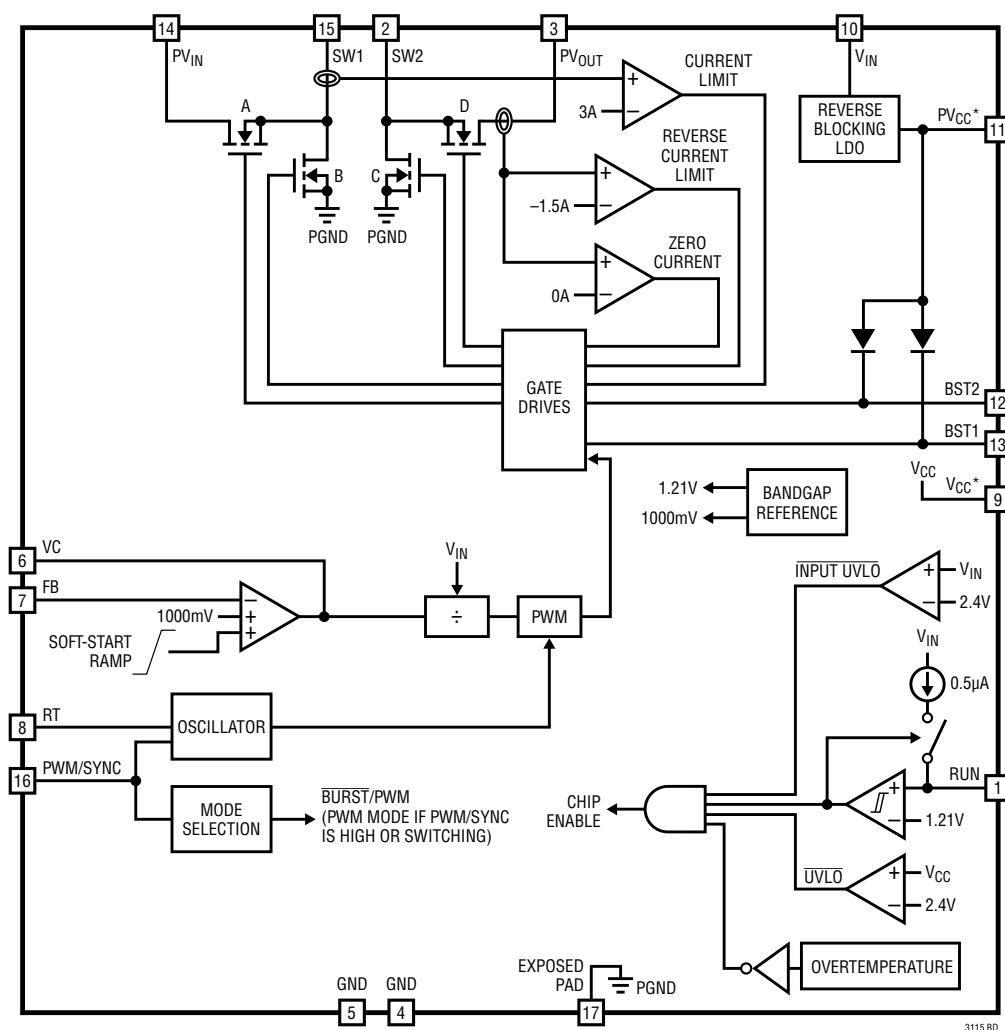 14
15
2
3
10
PVIN
SW1
SW2
PVOUT
VIN
CURRENT
LIMIT
+
3A
–
A
D
REVERSE
BLOCKING
LDO
PVCC*
11
REVERSE
CURRENT
LIMIT
B
C
+
–1.5A
–
PGND
PGND
ZERO
CURRENT
+
0A
–
GATE
DRIVES
BST2
12
BST1
13
VCC
VCC*
9
1.21V
1000mV
BANDGAP
REFERENCE
6
VC
7
FB
–
1000mV
+
+
SOFT-START
RAMP
VIN
÷
PWM
INPUT UVLO
+
VIN
–
2.4V
VIN
0.5µA
8
RT
OSCILLATOR
16
PWM/SYNC
MODE
SELECTION
BURST/PWM
(PWM MODE IF PWM/SYNC
IS HIGH OR SWITCHING)
CHIP
ENABLE
RUN
1
+
–
1.21V
UVLO
+
VCC
–
2.4V
OVERTEMPERATURE
GND
GND
5
4
EXPOSED
PAD
17
PGND
3115 BD